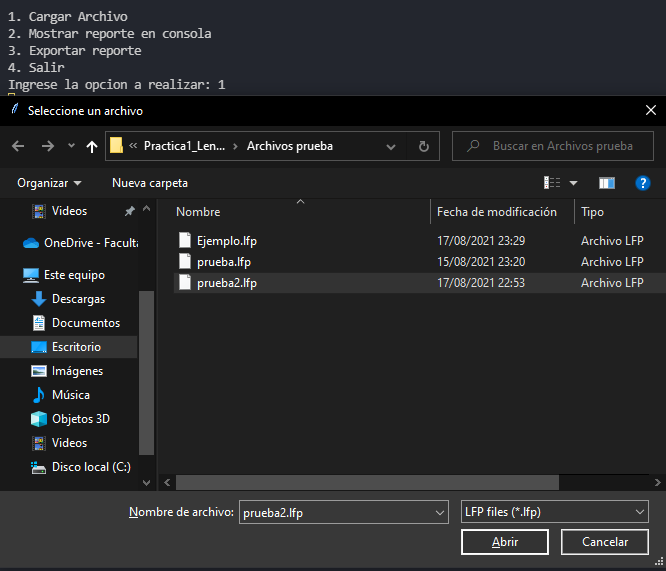 1. Cargar Archivo
2. Mostrar reporte en consola
3. Exportar reporte
4. Salir
Ingrese la opcion a realizar: 1
Seleccione un archivo
« Practica1_Len... > Archivos prueba
Buscar en Archivos prueba
Organizar
Nueva carpeta
Videos
OneDrive - Faculta
Este equipo
Descargas
Documentos
Escritorio
Imágenes
Música
Objetos 3D
Videos
Disco local (C:)
Nombre Fecha de modificación Tipo
Ejemplo.lfp 17/08/2021 23:29 Archivo LFP
prueba.lfp 15/08/2021 23:20 Archivo LFP
prueba2.lfp 17/08/2021 22:53 Archivo LFP
Nombre de archivo: prueba2.lfp LFP files (*.lfp)
Abrir Cancelar